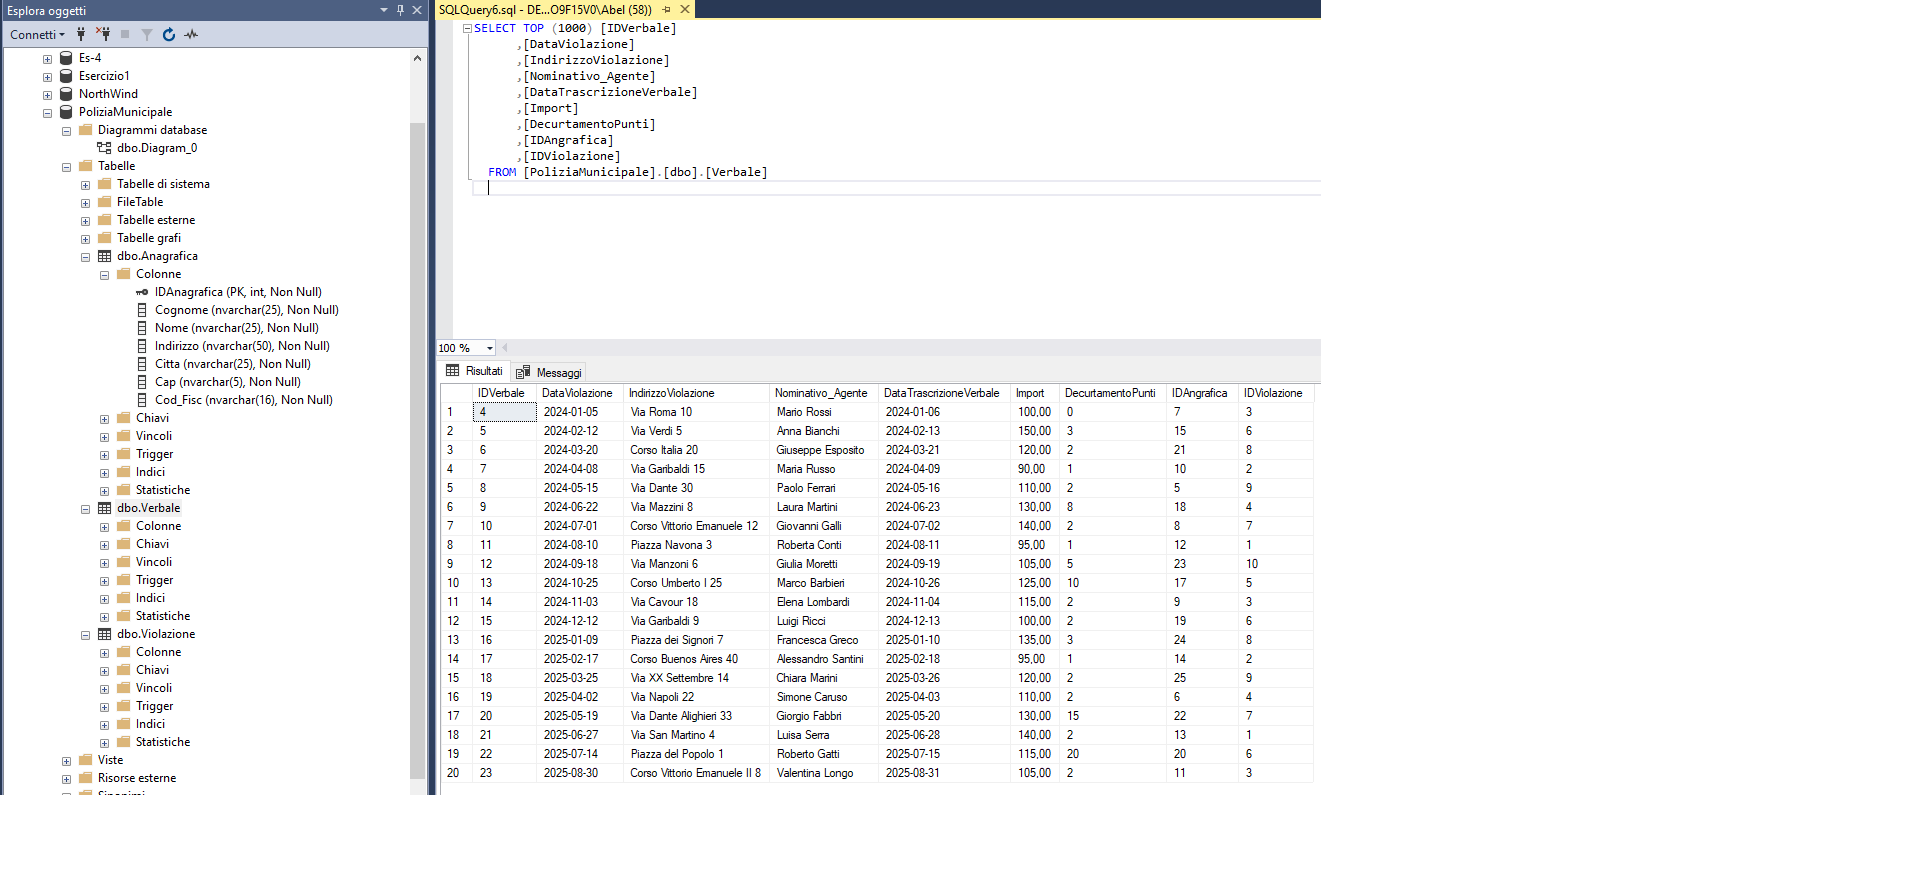 Esplora oggetti
Connetti
Es-4
Esercizio1
NorthWind
PoliziaMunicipale
Diagrammi database
dbo.Diagram_0
Tabelle
Tabelle di sistema
FileTable
Tabelle esterne
Tabelle grafi
dbo.Anagrafica
Colonne
IDAnagrafica (PK, int, Non Null)
Cognome (nvarchar(25), Non Null)
Nome (nvarchar(25), Non Null)
Indirizzo (nvarchar(50), Non Null)
Citta (nvarchar(25), Non Null)
Cap (nvarchar(5), Non Null)
Cod_Fisc (nvarchar(16), Non Null)
Chiavi
Vincoli
Trigger
Indici
Statistiche
dbo.Verbale
Colonne
Chiavi
Vincoli
Trigger
Indici
Statistiche
dbo.Violazione
Colonne
Chiavi
Vincoli
Trigger
Indici
Statistiche
Viste
Risorse esterne
SQLQuery6.sql - DE...O9F15V0\Abel (58))
SELECT TOP (1000) [IDVerbale]
,[DataViolazione]
,[IndirizzoViolazione]
,[Nominativo_Agente]
,[DataTrascrizioneVerbale]
,[Import]
,[DecurtamentoPunti]
,[IDAngrafica]
,[IDViolazione]
FROM [PoliziaMunicipale].[dbo].[Verbale]
100 %
Risultati Messaggi
IDVerbale DataViolazione IndirizzoViolazione Nominativo_Agente DataTrascrizioneVerbale Import DecurtamentoPunti IDAngrafica IDViolazione
1 4 2024-01-05 Via Roma 10 Mario Rossi 2024-01-06 100,00 0 7 3
2 5 2024-02-12 Via Verdi 5 Anna Bianchi 2024-02-13 150,00 3 15 6
3 6 2024-03-20 Corso Italia 20 Giuseppe Esposito 2024-03-21 120,00 2 21 8
4 7 2024-04-08 Via Garibaldi 15 Maria Russo 2024-04-09 90,00 1 10 2
5 8 2024-05-15 Via Dante 30 Paolo Ferrari 2024-05-16 110,00 2 5 9
6 9 2024-06-22 Via Mazzini 8 Laura Martini 2024-06-23 130,00 8 18 4
7 10 2024-07-01 Corso Vittorio Emanuele 12 Giovanni Galli 2024-07-02 140,00 2 8 7
8 11 2024-08-10 Piazza Navona 3 Roberta Conti 2024-08-11 95,00 1 12 1
9 12 2024-09-18 Via Manzoni 6 Giulia Moretti 2024-09-19 105,00 5 23 10
10 13 2024-10-25 Corso Umberto I 25 Marco Barbieri 2024-10-26 125,00 10 17 5
11 14 2024-11-03 Via Cavour 18 Elena Lombardi 2024-11-04 115,00 2 9 3
12 15 2024-12-12 Via Garibaldi 9 Luigi Ricci 2024-12-13 100,00 2 19 6
13 16 2025-01-09 Piazza dei Signori 7 Francesca Greco 2025-01-10 135,00 3 24 8
14 17 2025-02-17 Corso Buenos Aires 40 Alessandro Santini 2025-02-18 95,00 1 14 2
15 18 2025-03-25 Via XX Settembre 14 Chiara Marini 2025-03-26 120,00 2 25 9
16 19 2025-04-02 Via Napoli 22 Simone Caruso 2025-04-03 110,00 2 6 4
17 20 2025-05-19 Via Dante Alighieri 33 Giorgio Fabbri 2025-05-20 130,00 15 22 7
18 21 2025-06-27 Via San Martino 4 Luisa Serra 2025-06-28 140,00 2 13 1
19 22 2025-07-14 Piazza del Popolo 1 Roberto Gatti 2025-07-15 115,00 20 20 6
20 23 2025-08-30 Corso Vittorio Emanuele II 8 Valentina Longo 2025-08-31 105,00 2 11 3